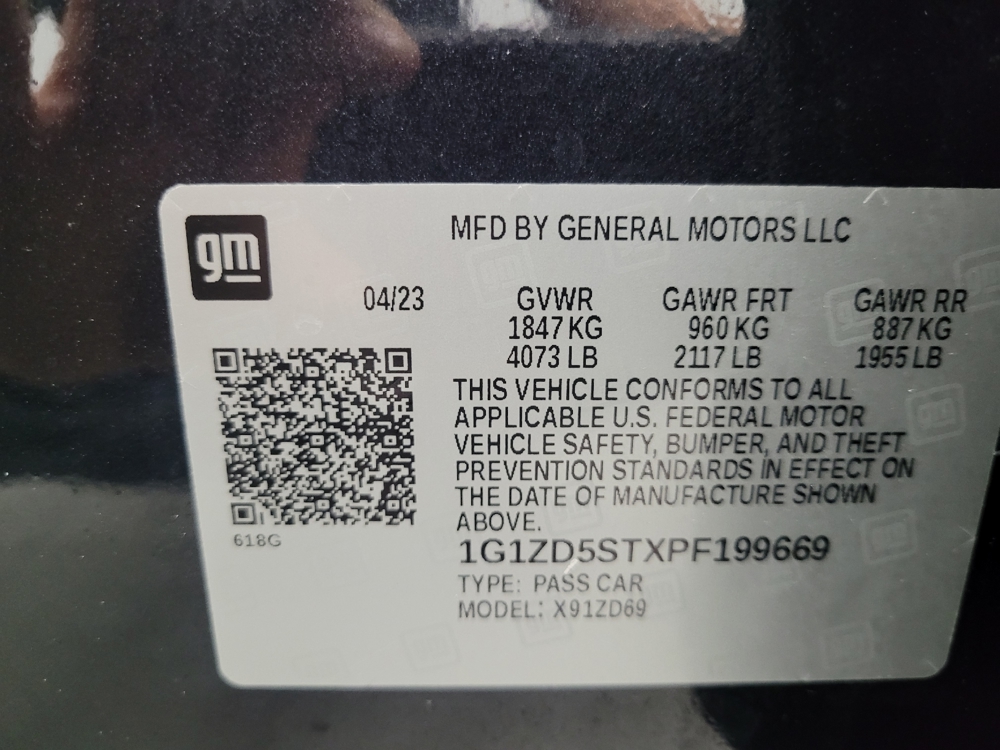 gm
MFD BY GENERAL MOTORS LLC
04/23 GVWR GAWR FRT GAWR RR
1847 KG 960 KG 887 KG
4073 LB 2117 LB 1955 LB
THIS VEHICLE CONFORMS TO ALL
APPLICABLE U.S. FEDERAL MOTOR
VEHICLE SAFETY, BUMPER, AND THEFT
PREVENTION STANDARDS IN EFFECT ON
THE DATE OF MANUFACTURE SHOWN
ABOVE.
618G
1G1ZD5STXPF199669
TYPE: PASS CAR
MODEL: X91ZD69